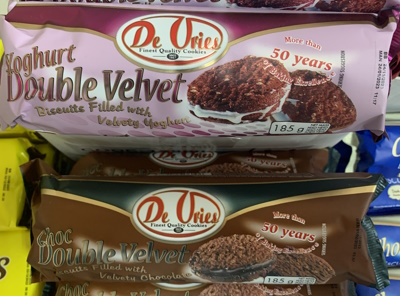 De Vries
Finest Quality Cookies
More than
50 years
Yoghurt
Double Velvet
Biscuits Filled with
Velvety Yoghurt
185 g
De Vries
Finest Quality Cookies
More than
50 years
Choc
Double Velvet
Biscuits Filled with
Velvety Chocolate
185 g